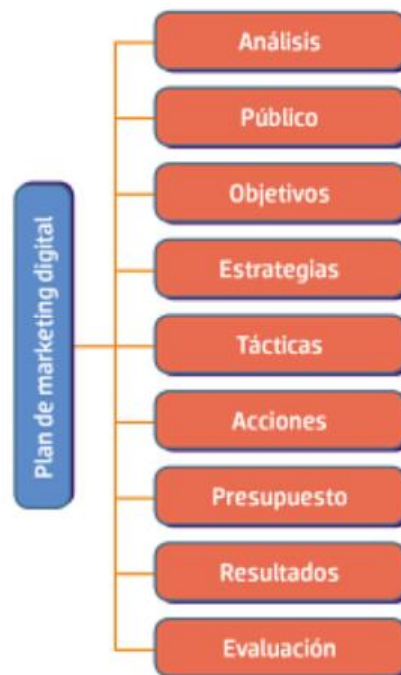 Plan de marketing digital
Análisis
Público
Objetivos
Estrategias
Tácticas
Acciones
Presupuesto
Resultados
Evaluación